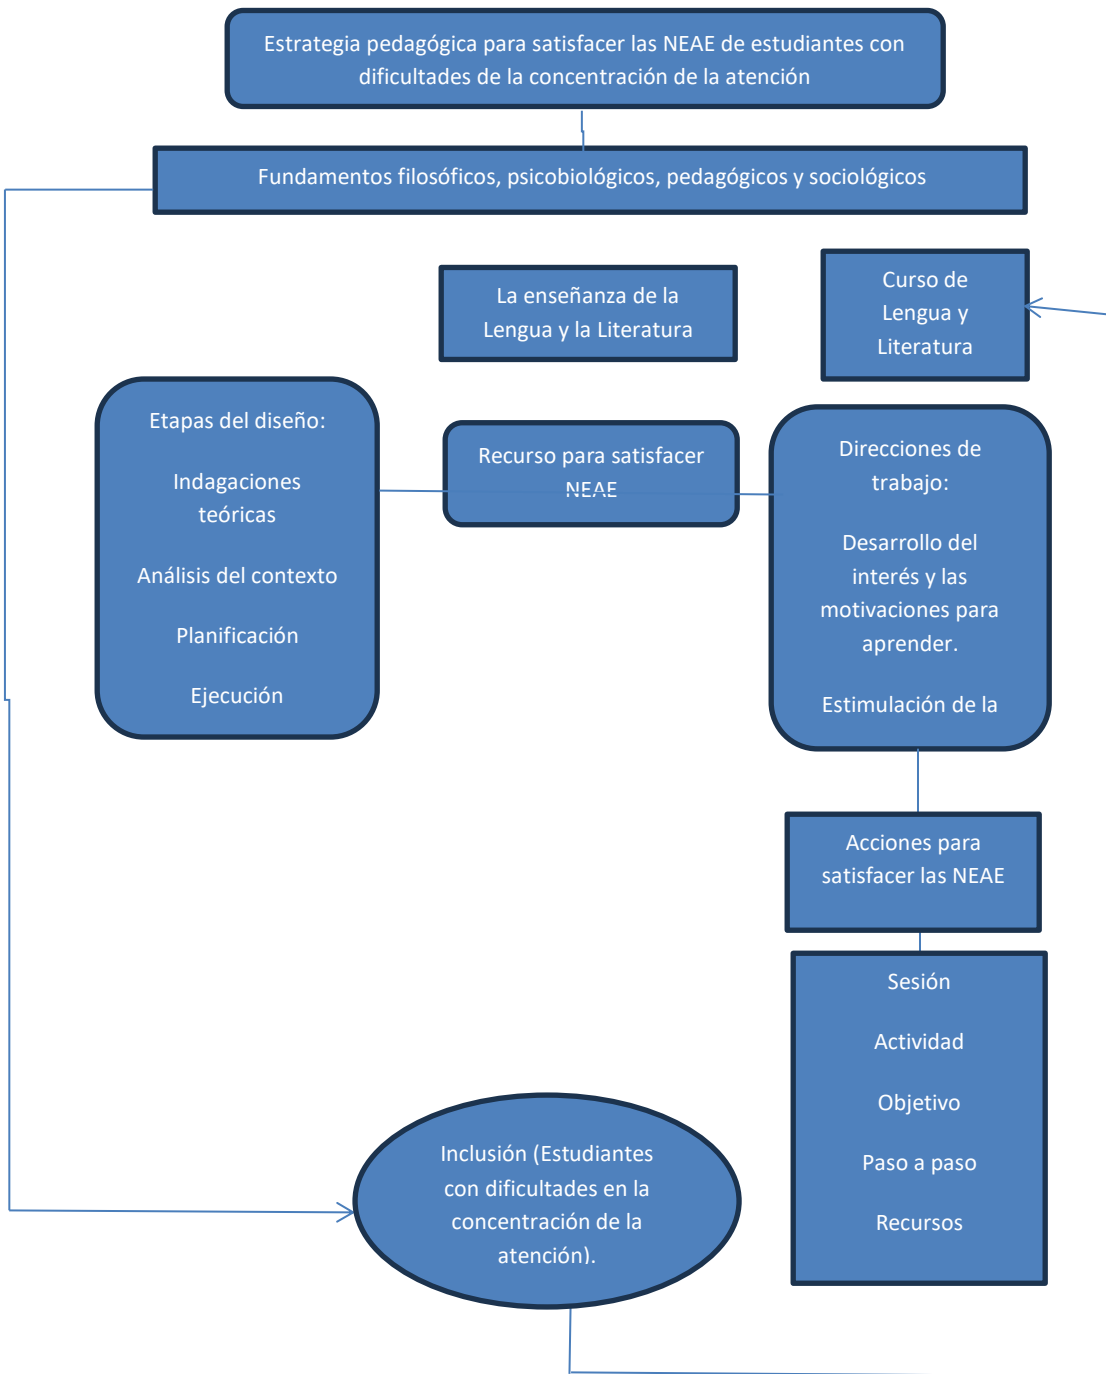 Estrategia pedagógica para satisfacer las NEAE de estudiantes con
dificultades de la concentración de la atención
Fundamentos filosóficos, psicobiológicos, pedagógicos y sociológicos
La enseñanza de la
Lengua y la Literatura
Curso de
Lengua y
Literatura
Etapas del diseño:
Indagaciones
teóricas
Análisis del contexto
Planificación
Ejecución
Recurso para satisfacer
NEAE
Direcciones de
trabajo:
Desarrollo del
interés y las
motivaciones para
aprender.
Estimulación de la
Acciones para
satisfacer las NEAE
Sesión
Actividad
Objetivo
Paso a paso
Recursos
Inclusión (Estudiantes
con dificultades en la
concentración de la
atención).